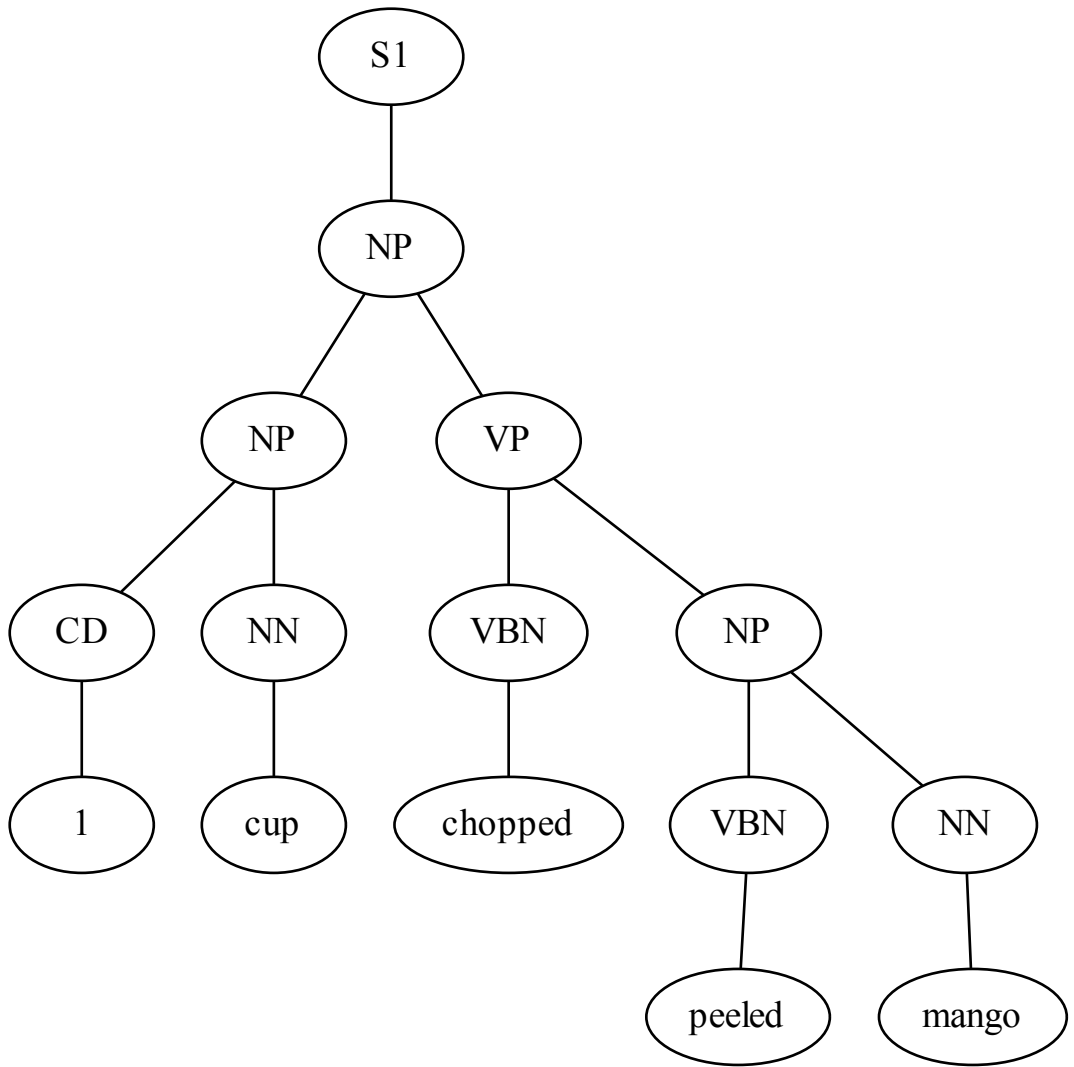 S1
NP
NP VP
CD NN VBN NP
1 cup chopped VBN NN
peeled mango